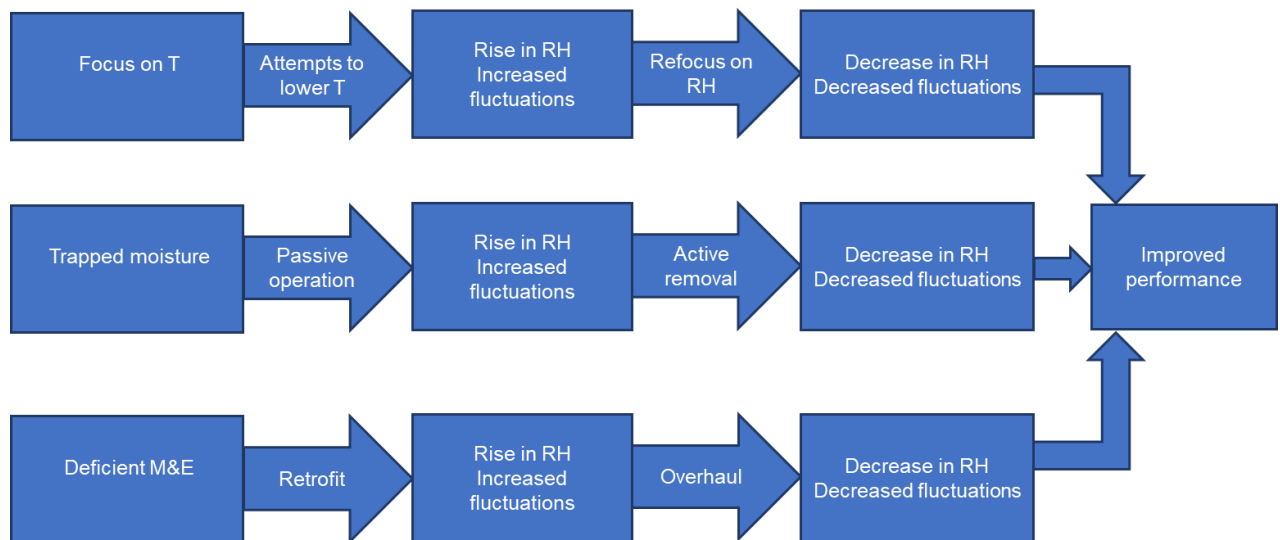 Focus on T
Attempts to
lower T
Rise in RH
Increased
fluctuations
Refocus on
RH
Decrease in RH
Decreased fluctuations
Trapped moisture
Passive
operation
Rise in RH
Increased
fluctuations
Active
removal
Decrease in RH
Decreased fluctuations
Improved
performance
Deficient M&E
Retrofit
Rise in RH
Increased
fluctuations
Overhaul
Decrease in RH
Decreased fluctuations